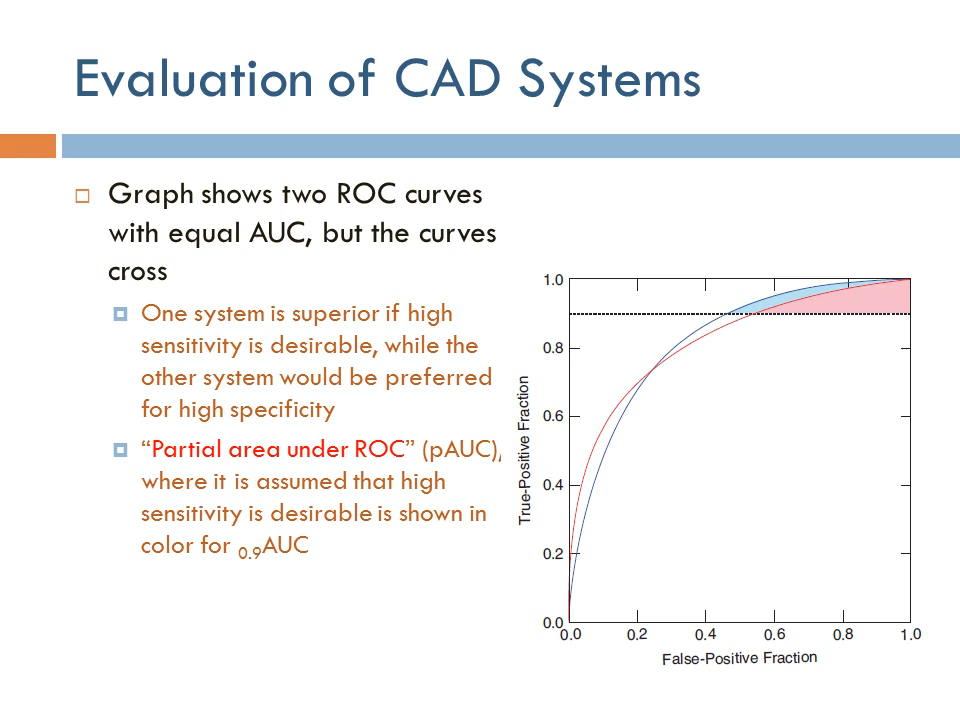 Evaluation of CAD Systems
Graph shows two ROC curves
with equal AUC, but the curves
cross
One system is superior if high
sensitivity is desirable, while the
other system would be preferred
for high specificity
“Partial area under ROC” (pAUC),
where it is assumed that high
sensitivity is desirable is shown in
color for 0.9AUC
1.0
0.8
0.6
0.4
0.2
0.0
True-Positive Fraction
0.0 0.2 0.4 0.6 0.8 1.0
False-Positive Fraction